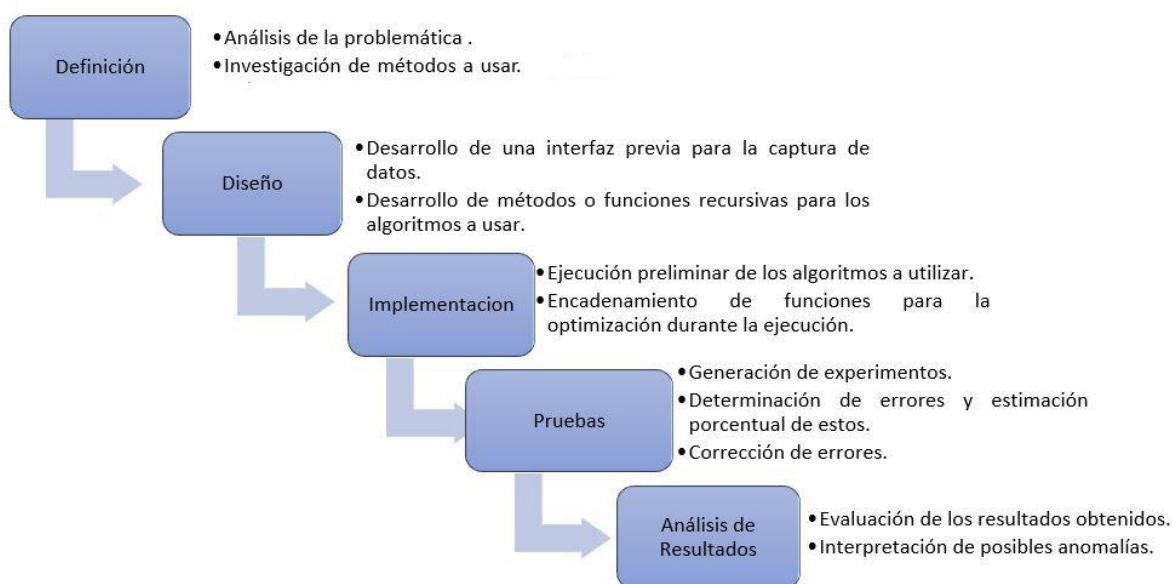 Definición
•Análisis de la problemática .
•Investigación de métodos a usar.
Diseño
•Desarrollo de una interfaz previa para la captura de
datos.
•Desarrollo de métodos o funciones recursivas para los
algoritmos a usar.
Implementacion
•Ejecución preliminar de los algoritmos a utilizar.
•Encadenamiento de funciones para la
optimización durante la ejecución.
Pruebas
•Generación de experimentos.
•Determinación de errores y estimación
porcentual de estos.
•Corrección de errores.
Análisis de
Resultados
•Evaluación de los resultados obtenidos.
•Interpretación de posibles anomalías.